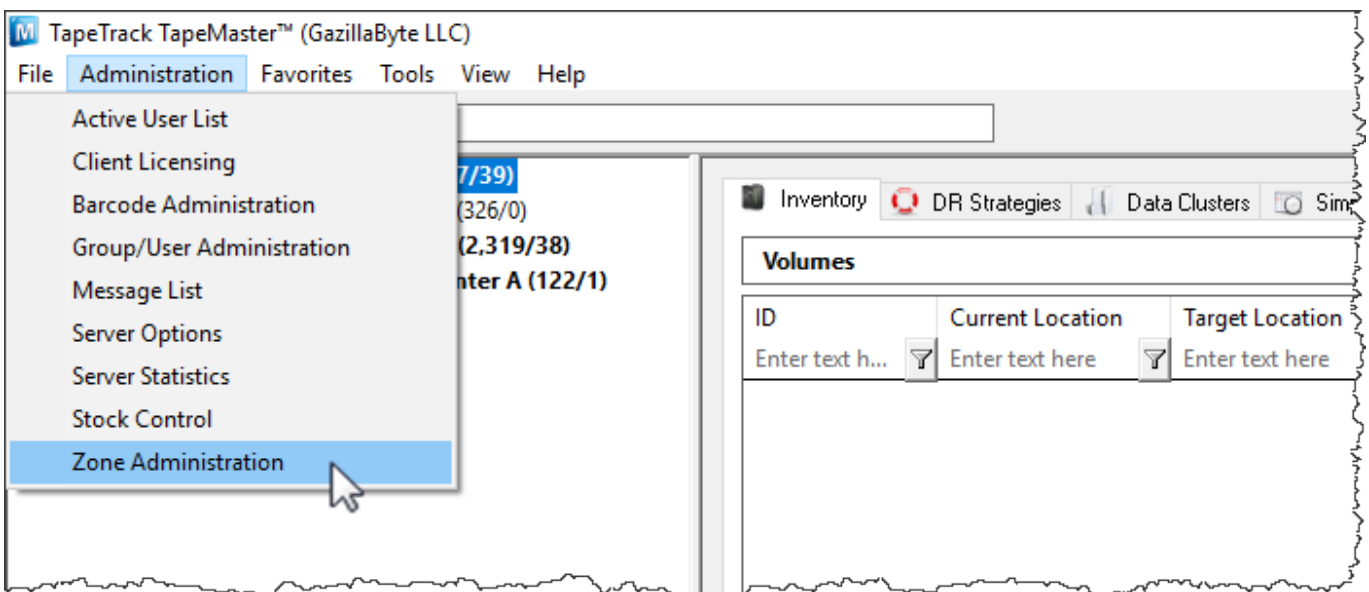 TapeTrack TapeMaster™ (GazillaByte LLC)
File Administration Favorites Tools View Help
Active User List
Client Licensing
Barcode Administration
Group/User Administration
Message List
Server Options
Server Statistics
Stock Control
Zone Administration
7/39)
(326/0)
(2,319/38)
nter A (122/1)
Inventory DR Strategies Data Clusters
Volumes
ID Current Location Target Location
Enter text h... Enter text here Enter text here